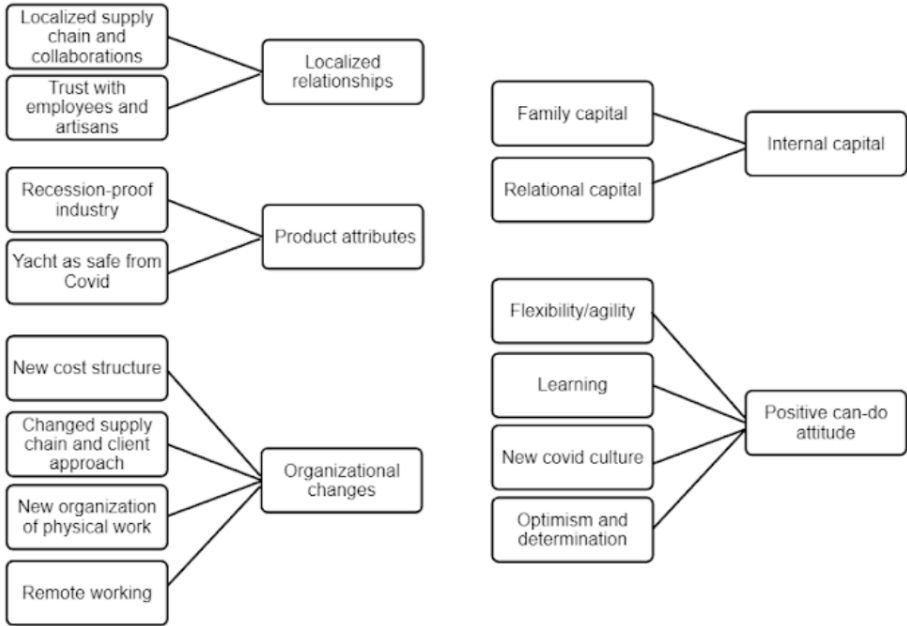 Localized supply
chain and
collaborations
Trust with
employees and
artisans
Localized
relationships
Recession-proof
industry
Yacht as safe from
Covid
Product attributes
New cost structure
Changed supply
chain and client
approach
New organization
of physical work
Remote working
Organizational
changes
Family capital
Relational capital
Internal capital
Flexibility/agility
Learning
New covid culture
Optimism and
determination
Positive can-do
attitude